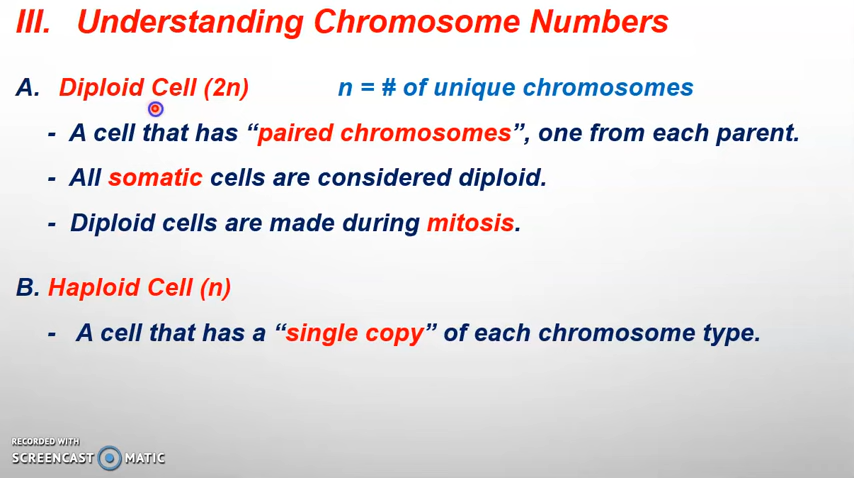 III. Understanding Chromosome Numbers
A. Diploid Cell (2n) n = # of unique chromosomes
- A cell that has “paired chromosomes”, one from each parent.
- All somatic cells are considered diploid.
- Diploid cells are made during mitosis.
B. Haploid Cell (n)
- A cell that has a “single copy” of each chromosome type.
RECORDED WITH
SCREENCAST MATIC